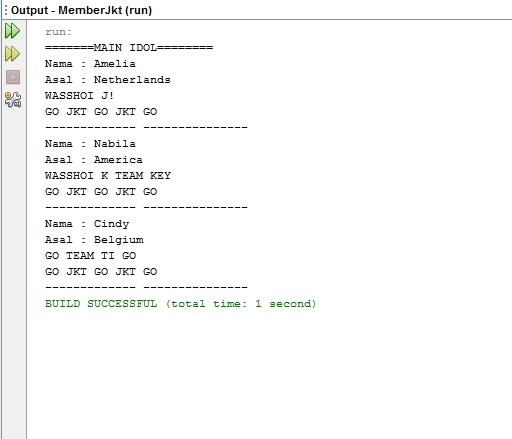 Output - MemberJkt (run)
run:
=======MAIN IDOL========
Nama : Amelia
Asal : Netherlands
WASSHOI J!
GO JKT GO JKT GO
------------- ---------------
Nama : Nabila
Asal : America
WASSHOI K TEAM KEY
GO JKT GO JKT GO
------------- ---------------
Nama : Cindy
Asal : Belgium
GO TEAM TI GO
GO JKT GO JKT GO
------------- ---------------
BUILD SUCCESSFUL (total time: 1 second)